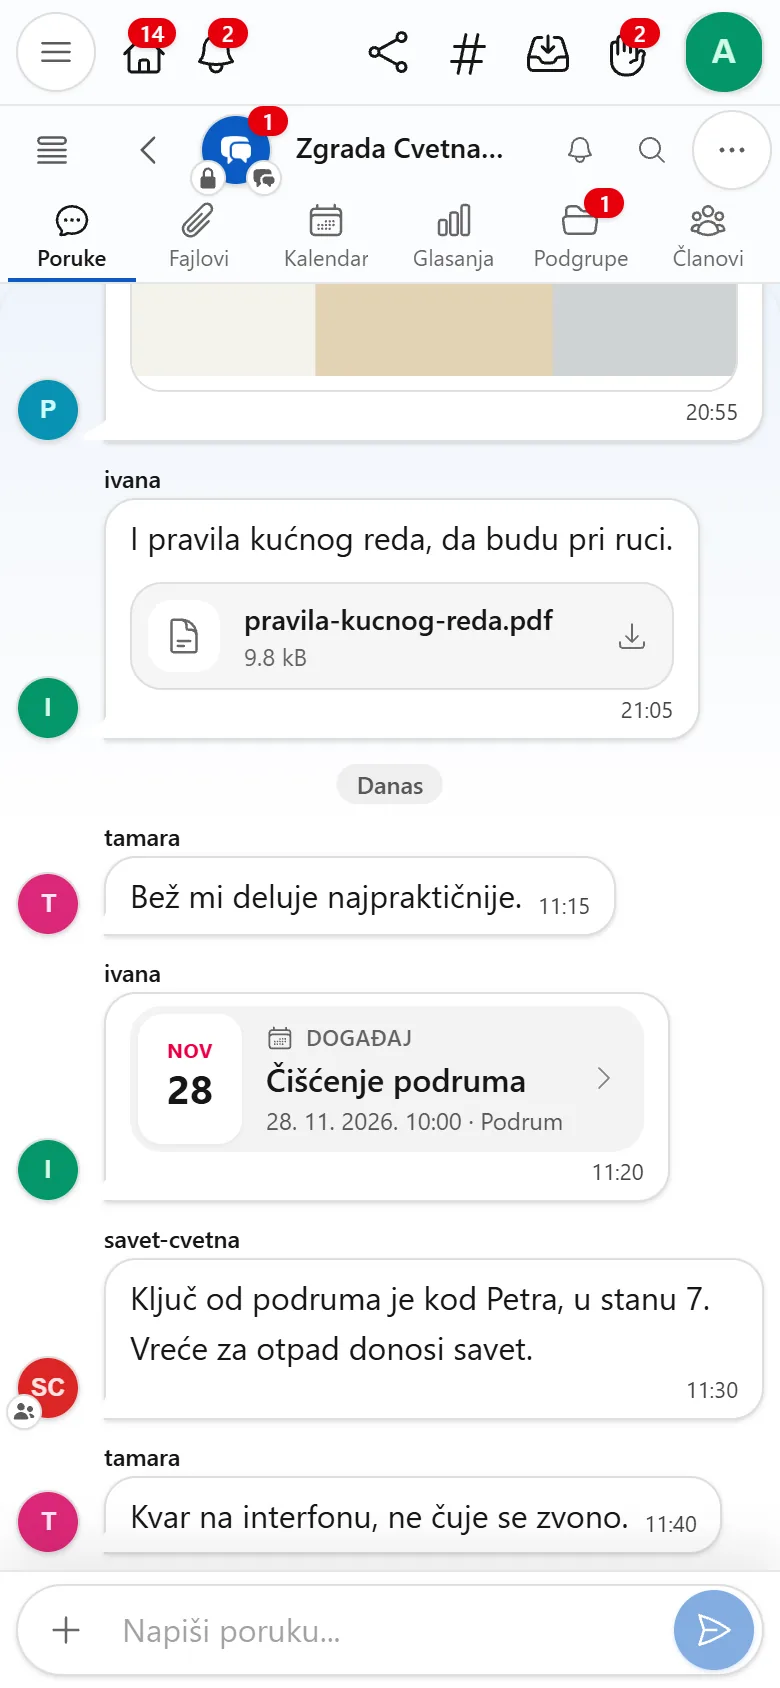 14
2
2
A
1
Zgrada Cvetna...
1
Poruke
Fajlovi
Kalendar
Glasanja
Podgrupe
Članovi
P
20:55
ivana
I pravila kućnog reda, da budu pri ruci.
pravila-kucnog-reda.pdf
9.8 kB
I
21:05
Danas
tamara
T
Bež mi deluje najpraktičnije. 11:15
ivana
NOV
28
DOGAĐAJ
Čišćenje podruma
28. 11. 2026. 10:00 · Podrum
I
11:20
savet-cvetna
Ključ od podruma je kod Petra, u stanu 7.
Vreće za otpad donosi savet.
SC
11:30
tamara
T
Kvar na interfonu, ne čuje se zvono. 11:40
Napiši poruku...